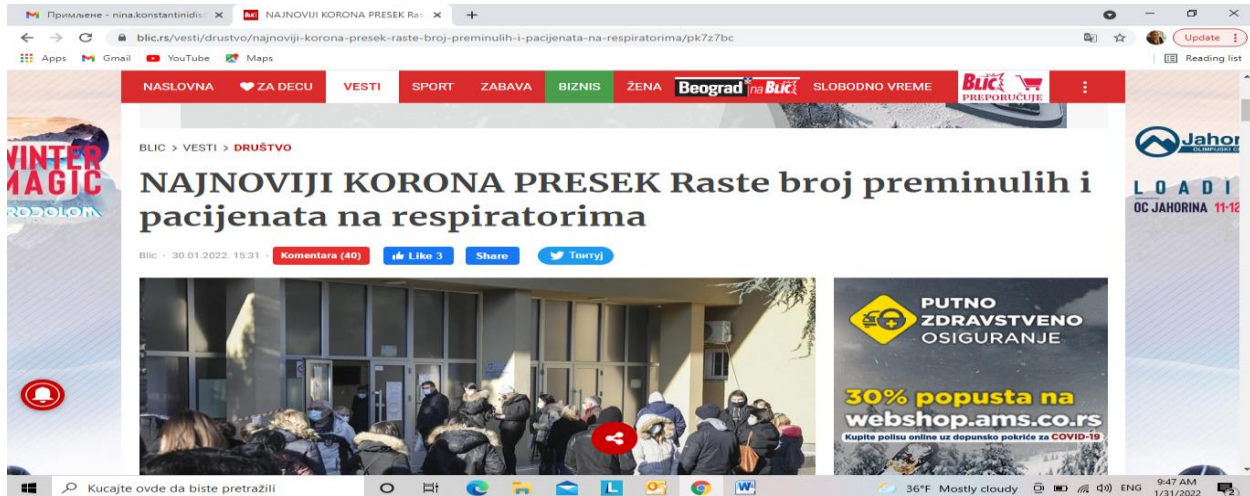 Примљене - nina.konstantinidis
NAJNOVIJI KORONA PRESEK Ras
blic.rs/vesti/drustvo/najnoviji-korona-presek-raste-broj-preminulih-i-pacijenata-na-respiratorima/pk7z7bc
Update
Apps Gmail YouTube Maps Reading list
NASLOVNA ZA DECU VESTI SPORT ZABAVA BIZNIS ŽENA Beograd na Blic SLOBODNO VREME Blic PREPORUČUJE
BLIC > VESTI > DRUŠTVO
WINTER MAGIC
Jahor
NAJNOVIJI KORONA PRESEK Raste broj preminulih i
pacijenata na respiratorima
LOADI
OC JAHORINA 11-12
Blic · 30.01.2022. 15:31 · Komentara (40) Like 3 Share Твитуј
PUTNO
ZDRAVSTVENO
OSIGURANJE
30% popusta na
webshop.ams.co.rs
Kupite polisu online uz dopunsko pokriće za COVID-19
Kucajte ovde da biste pretražili
36°F Mostly cloudy ENG 9:47 AM
1/31/2022